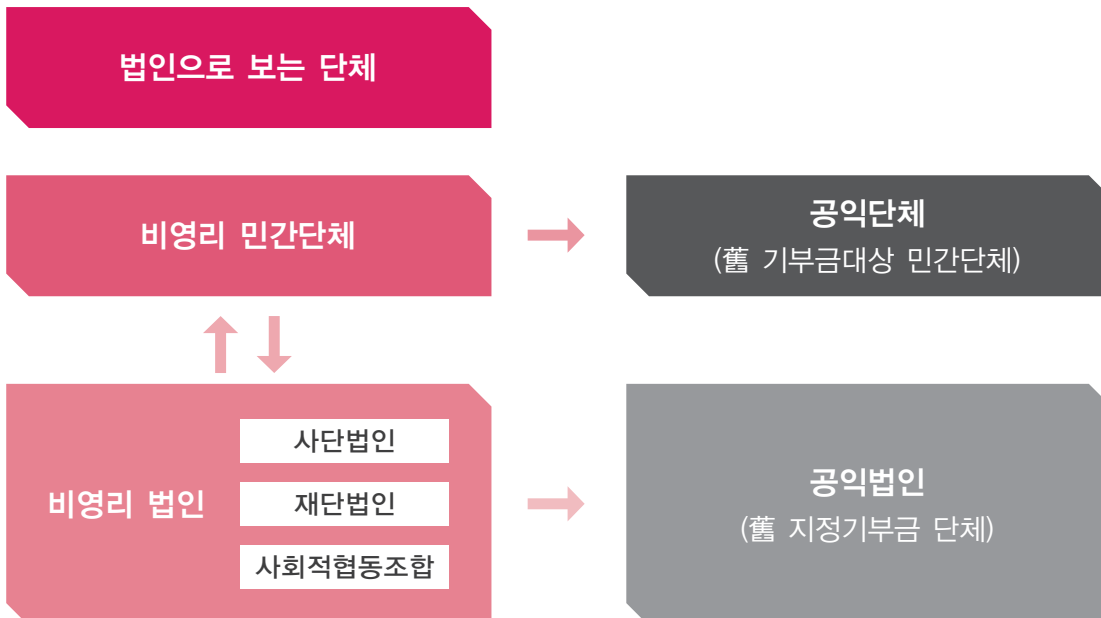 법인으로 보는 단체
비영리 민간단체
공익단체
(舊 기부금대상 민간단체)
비영리 법인
사단법인
재단법인
사회적협동조합
공익법인
(舊 지정기부금 단체)